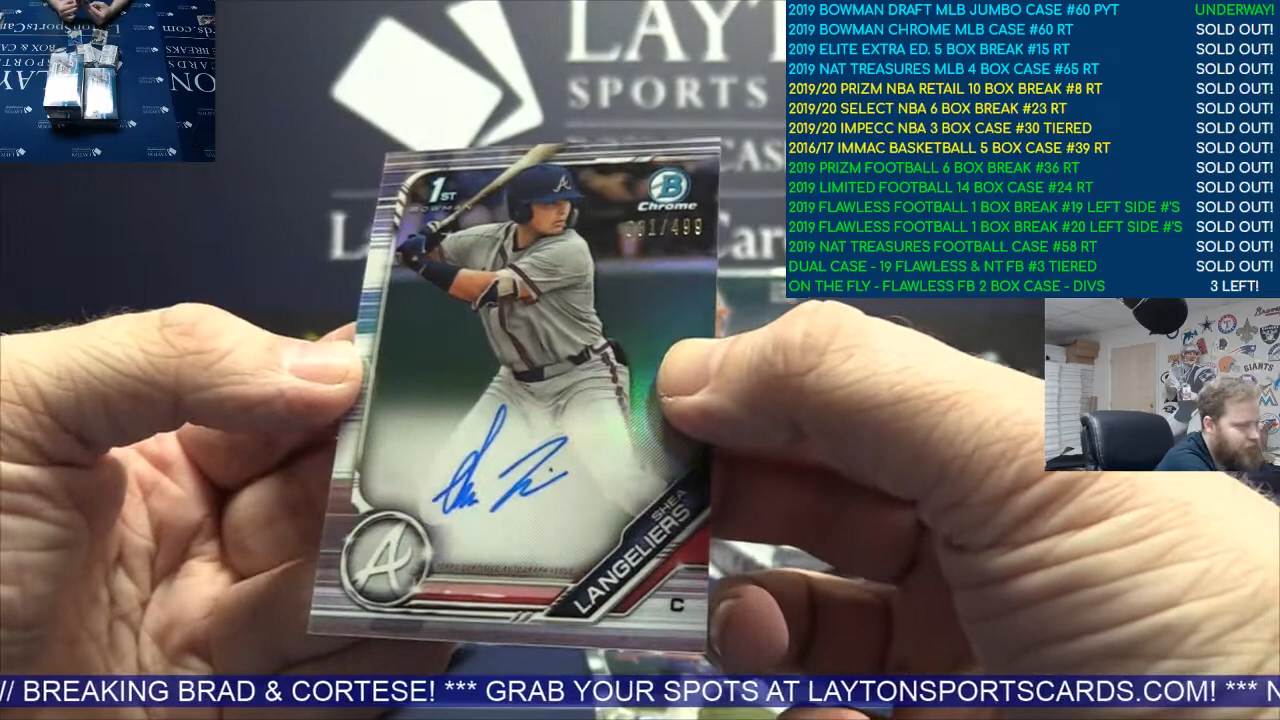 2019 BOWMAN DRAFT MLB JUMBO CASE #60 PYT UNDERWAY!
2019 BOWMAN CHROME MLB CASE #60 RT SOLD OUT!
2019 ELITE EXTRA ED. 5 BOX BREAK #15 RT SOLD OUT!
2019 NAT TREASURES MLB 4 BOX CASE #65 RT SOLD OUT!
2019/20 PRIZM NBA RETAIL 10 BOX BREAK #8 RT SOLD OUT!
2019/20 SELECT NBA 6 BOX BREAK #23 RT SOLD OUT!
2019/20 IMPECC NBA 3 BOX CASE #30 TIERED SOLD OUT!
2016/17 IMMAC BASKETBALL 5 BOX CASE #39 RT SOLD OUT!
2019 PRIZM FOOTBALL 6 BOX BREAK #36 RT SOLD OUT!
2019 LIMITED FOOTBALL 14 BOX CASE #24 RT SOLD OUT!
2019 FLAWLESS FOOTBALL 1 BOX BREAK #19 LEFT SIDE #'S SOLD OUT!
2019 FLAWLESS FOOTBALL 1 BOX BREAK #20 LEFT SIDE #'S SOLD OUT!
2019 NAT TREASURES FOOTBALL CASE #58 RT SOLD OUT!
DUAL CASE - 19 FLAWLESS & NT FB #3 TIERED SOLD OUT!
ON THE FLY - FLAWLESS FB 2 BOX CASE - DIVS 3 LEFT!
LAYT
SPORTS
1ST
BOWMAN
B
Chrome
/499
A
SHEA
LANGELIERS
C
GIANTS
// BREAKING BRAD & CORTESE! *** GRAB YOUR SPOTS AT LAYTONSPORTSCARDS.COM! *** N